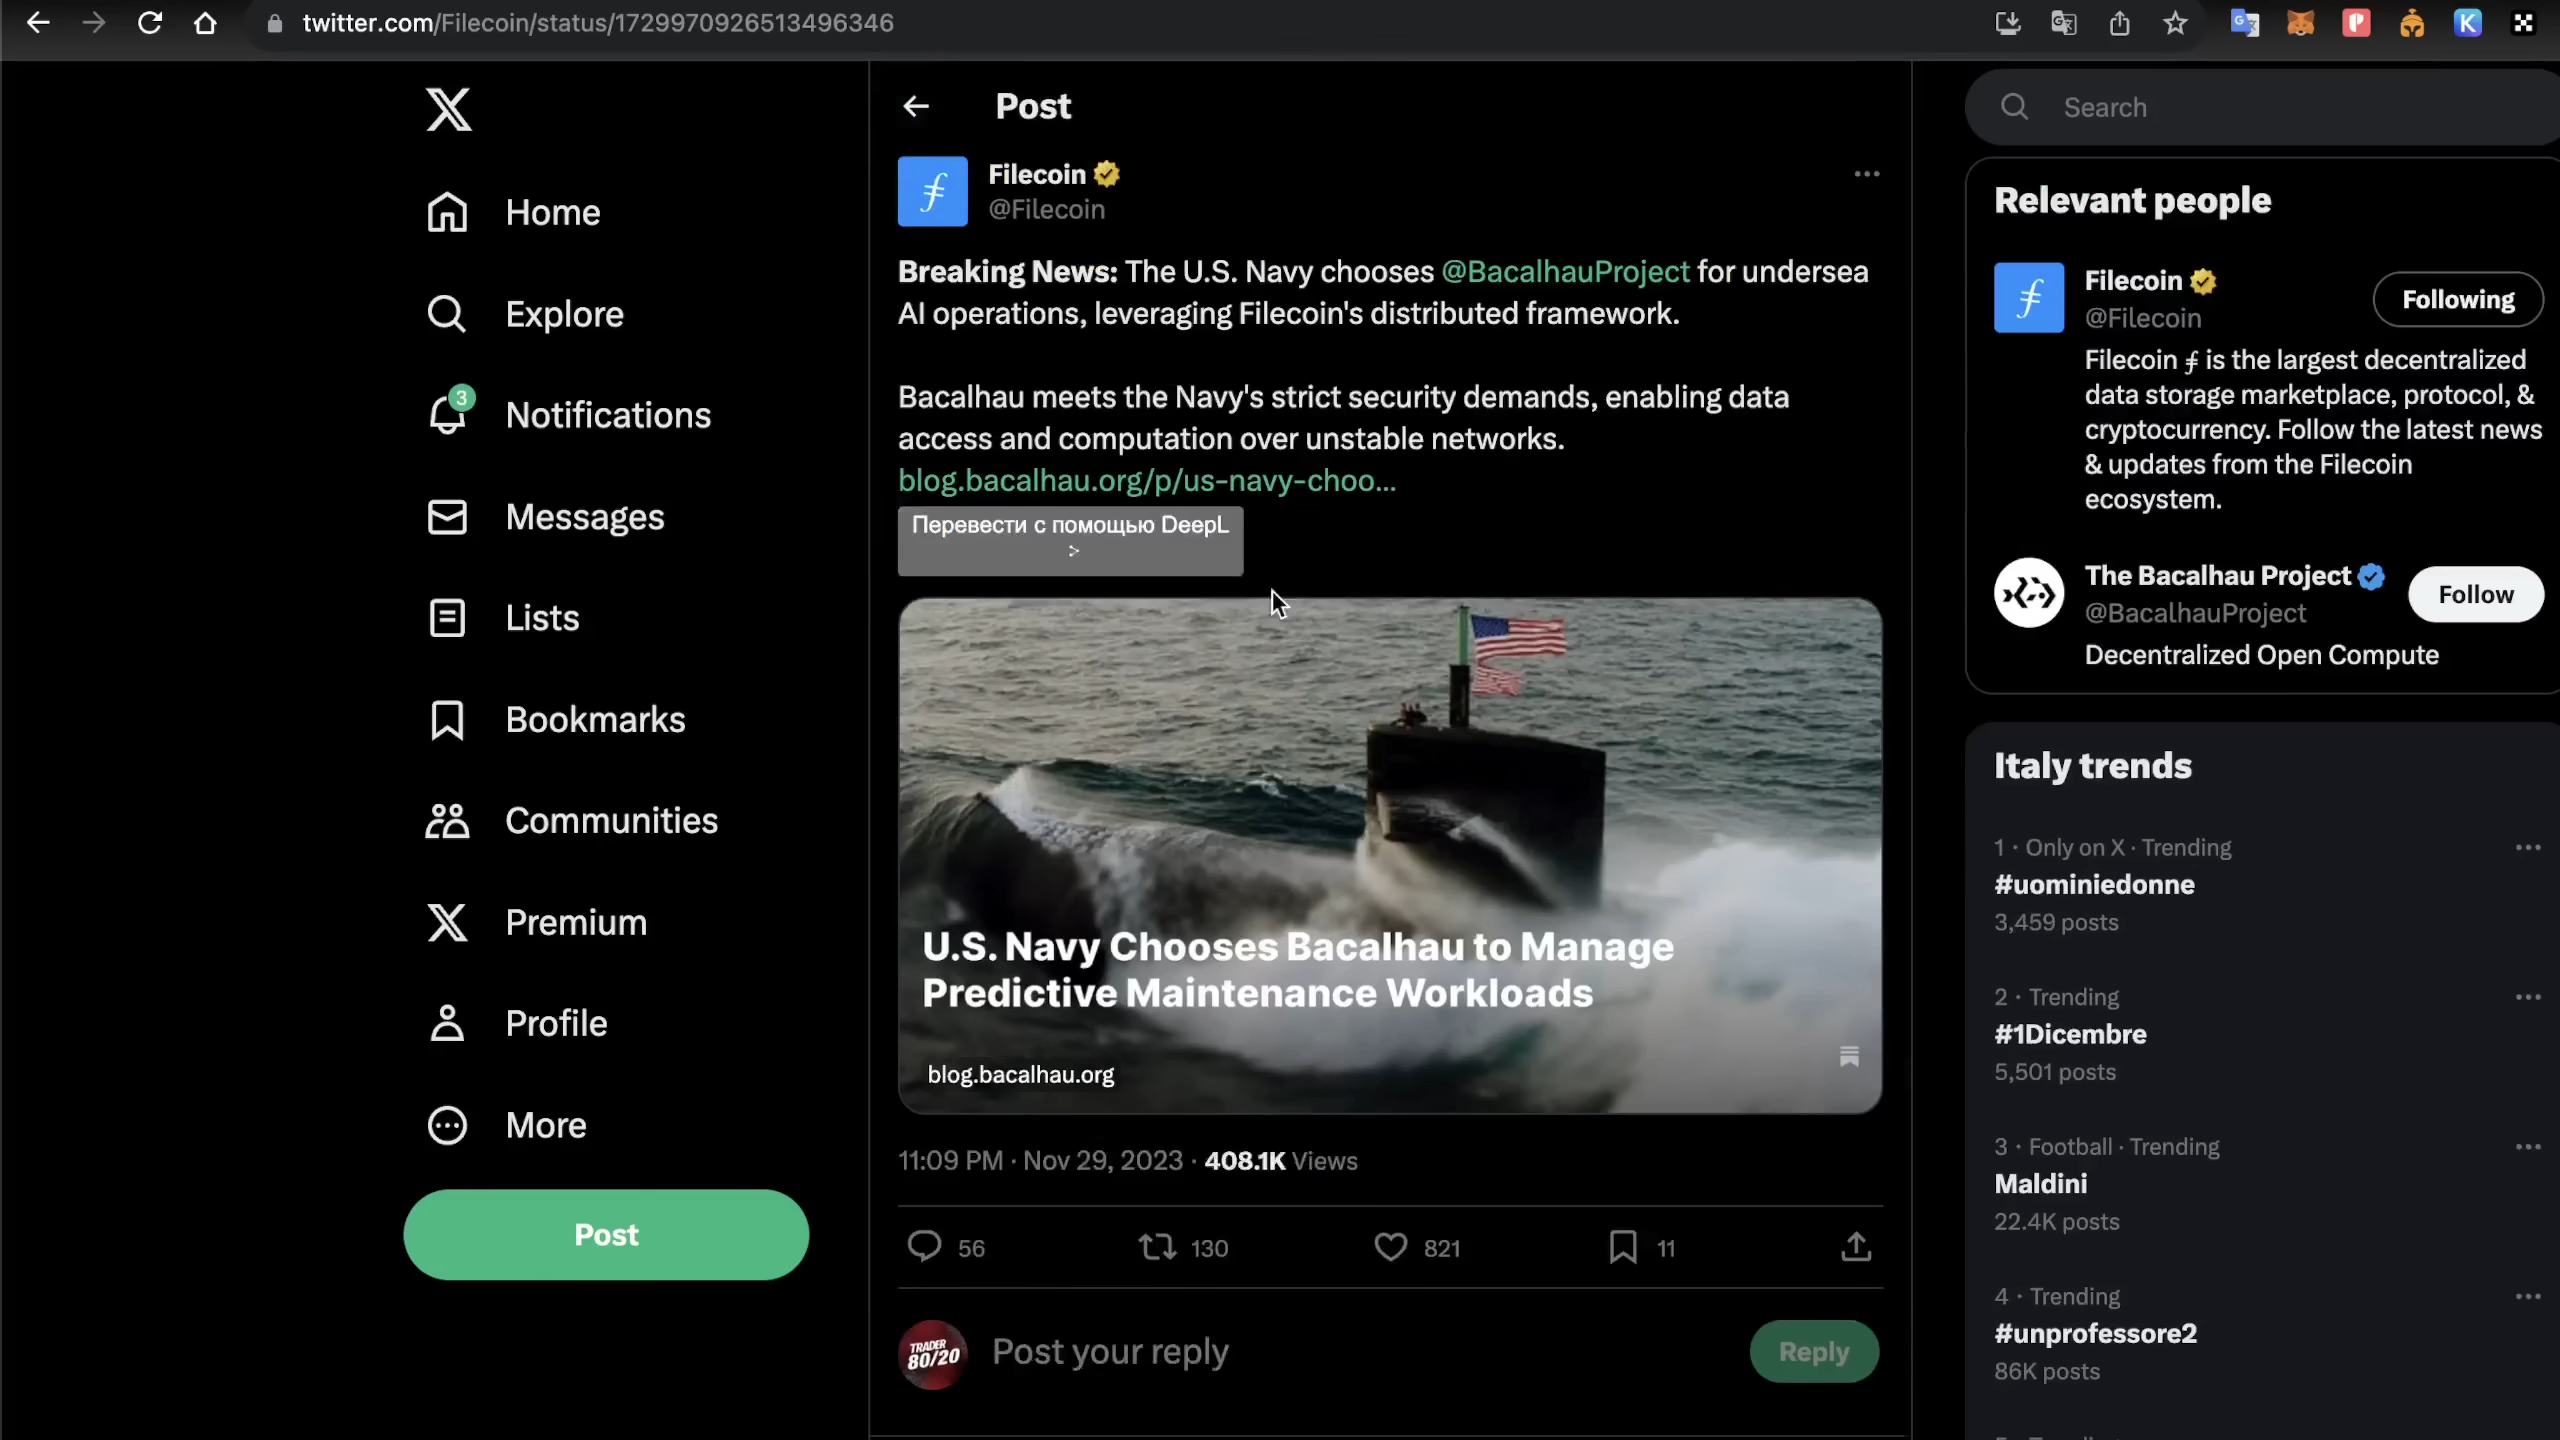 twitter.com/Filecoin/status/1729970926513496346
Home
Explore
3
Notifications
Messages
Lists
Bookmarks
Communities
Premium
Profile
More
Post
Post
Filecoin
@Filecoin
Breaking News: The U.S. Navy chooses @BacalhauProject for undersea
AI operations, leveraging Filecoin's distributed framework.
Bacalhau meets the Navy's strict security demands, enabling data
access and computation over unstable networks.
blog.bacalhau.org/p/us-navy-choo...
Перевести с помощью DeepL
>
U.S. Navy Chooses Bacalhau to Manage
Predictive Maintenance Workloads
blog.bacalhau.org
11:09 PM · Nov 29, 2023 · 408.1K Views
56
130
821
11
TRADER
80/20
Post your reply
Reply
Search
Relevant people
Filecoin
@Filecoin
Following
Filecoin ⨎ is the largest decentralized
data storage marketplace, protocol, &
cryptocurrency. Follow the latest news
& updates from the Filecoin
ecosystem.
The Bacalhau Project
@BacalhauProject
Follow
Decentralized Open Compute
Italy trends
1 · Only on X · Trending
#uominiedonne
3,459 posts
2 · Trending
#1Dicembre
5,501 posts
3 · Football · Trending
Maldini
22.4K posts
4 · Trending
#unprofessore2
86K posts